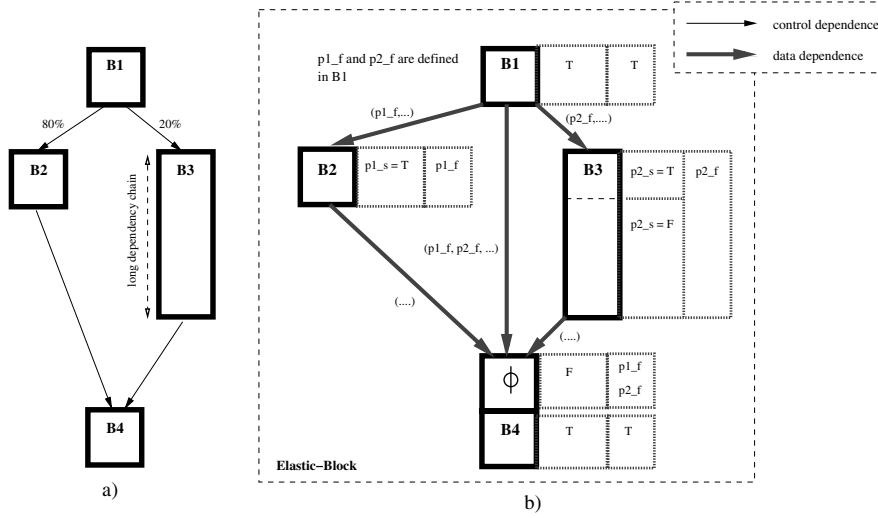 control dependence
data dependence
B1
80%
20%
B2
B3
long dependency chain
B4
a)
p1_f and p2_f are defined
in B1
B1
T
T
(p1_f,...)
(p2_f,....)
B2
p1_s = T
p1_f
B3
p2_s = T
p2_f
p2_s = F
(p1_f, p2_f, ...)
(....)
(....)
ϕ
F
p1_f
p2_f
B4
T
T
Elastic−Block
b)